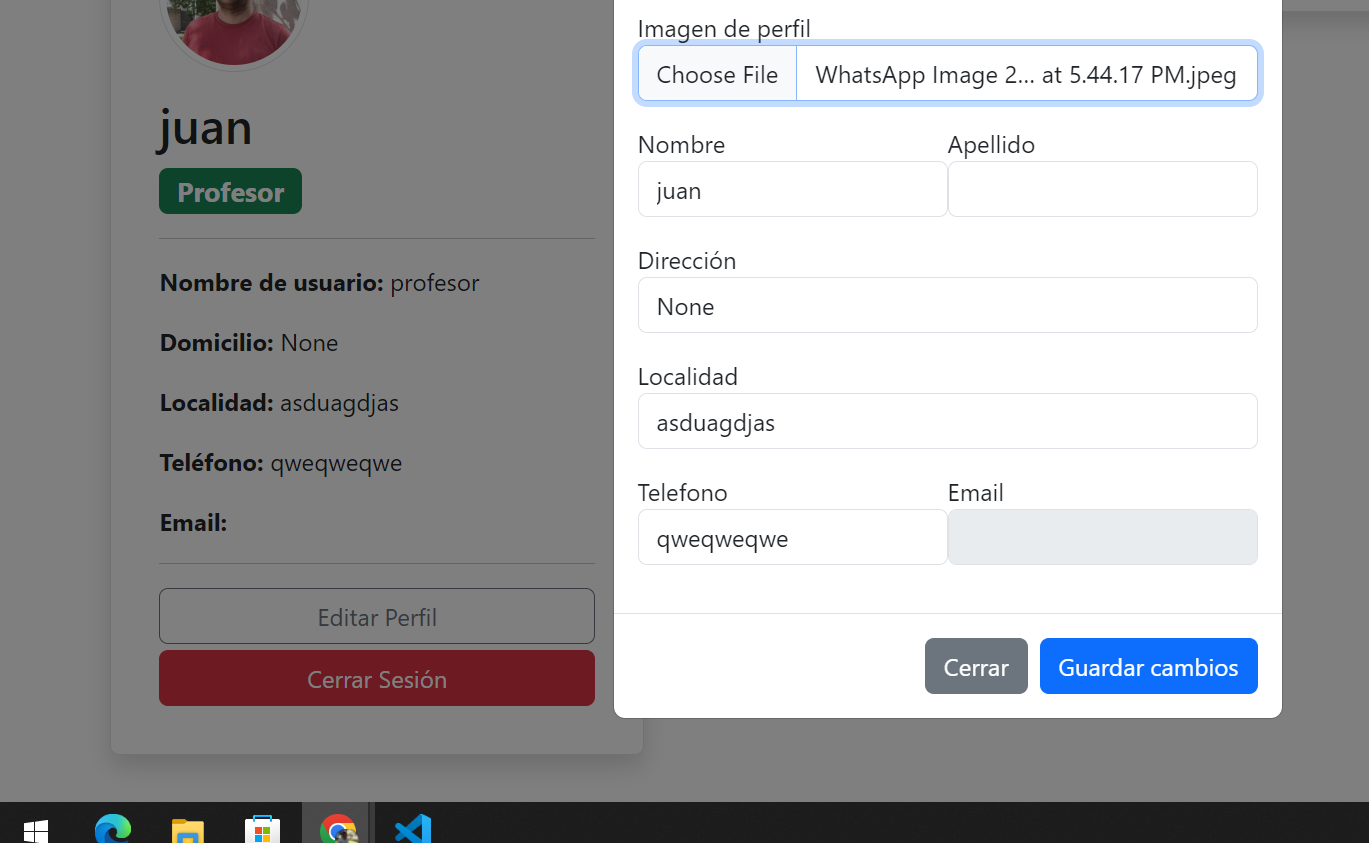 juan
Profesor
Nombre de usuario: profesor
Domicilio: None
Localidad: asduagdjas
Teléfono: qweqweqwe
Email:
Editar Perfil
Cerrar Sesión
Imagen de perfil
Choose File WhatsApp Image 2... at 5.44.17 PM.jpeg
Nombre Apellido
juan
Dirección
None
Localidad
asduagdjas
Telefono Email
qweqweqwe
Cerrar Guardar cambios